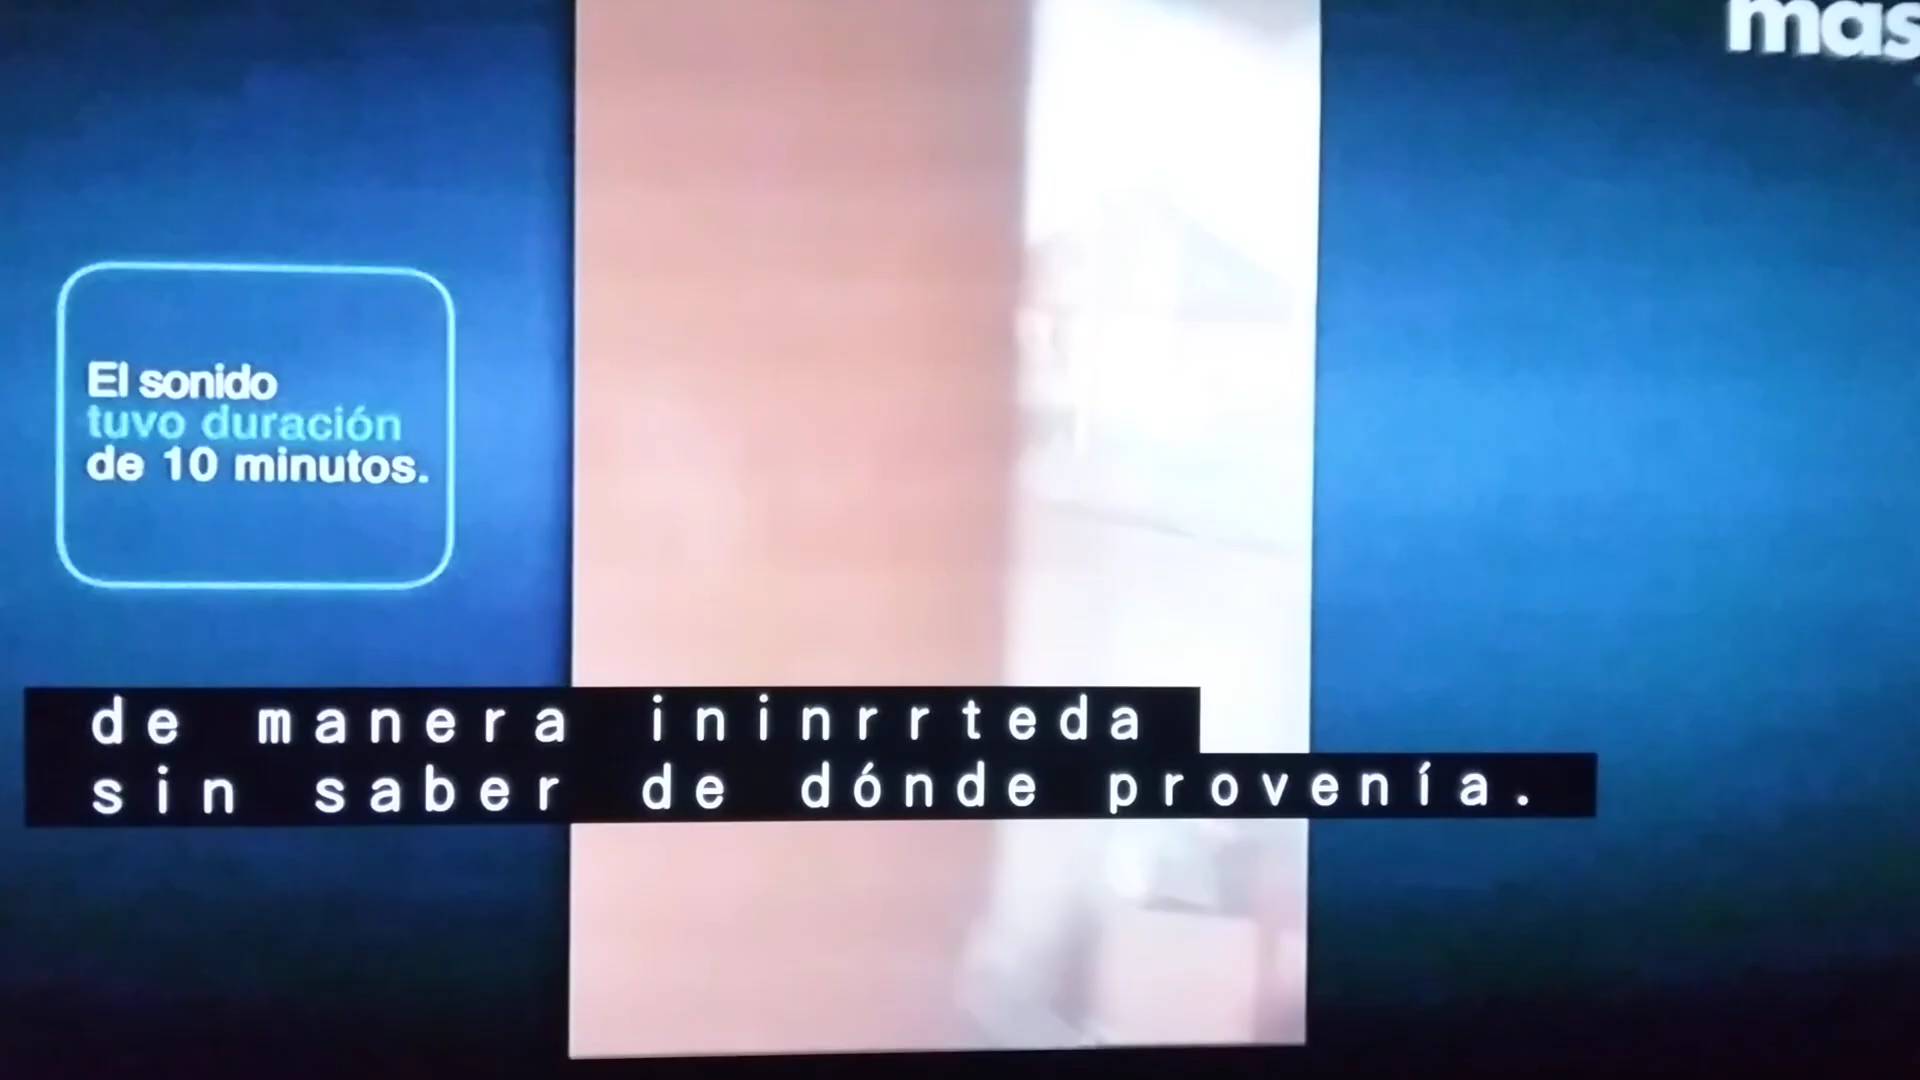 mas
El sonido
tuvo duración
de 10 minutos.
de manera ininrrteda
sin saber de dónde provenía.